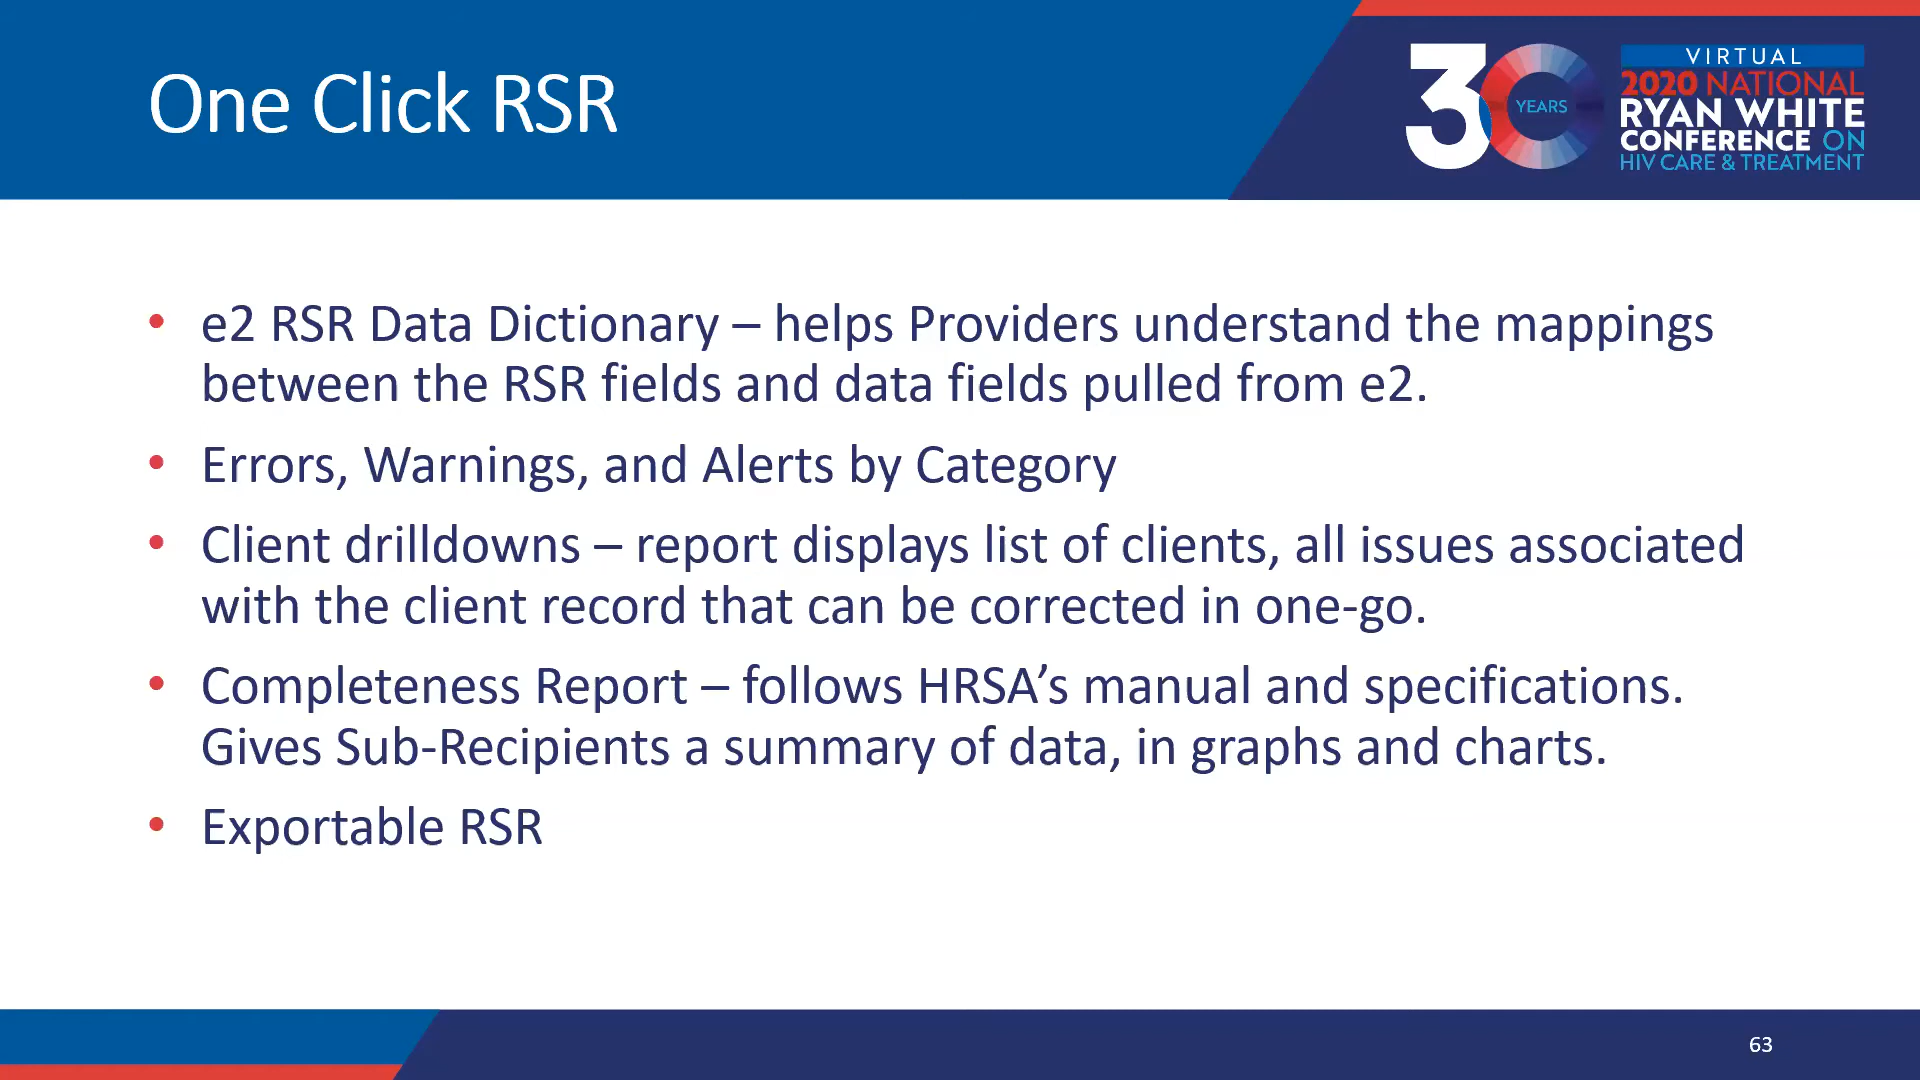 One Click RSR
30 YEARS
VIRTUAL
2020 NATIONAL
RYAN WHITE
CONFERENCE ON
HIV CARE & TREATMENT
• e2 RSR Data Dictionary – helps Providers understand the mappings
between the RSR fields and data fields pulled from e2.
• Errors, Warnings, and Alerts by Category
• Client drilldowns – report displays list of clients, all issues associated
with the client record that can be corrected in one-go.
• Completeness Report – follows HRSA’s manual and specifications.
Gives Sub-Recipients a summary of data, in graphs and charts.
• Exportable RSR
63